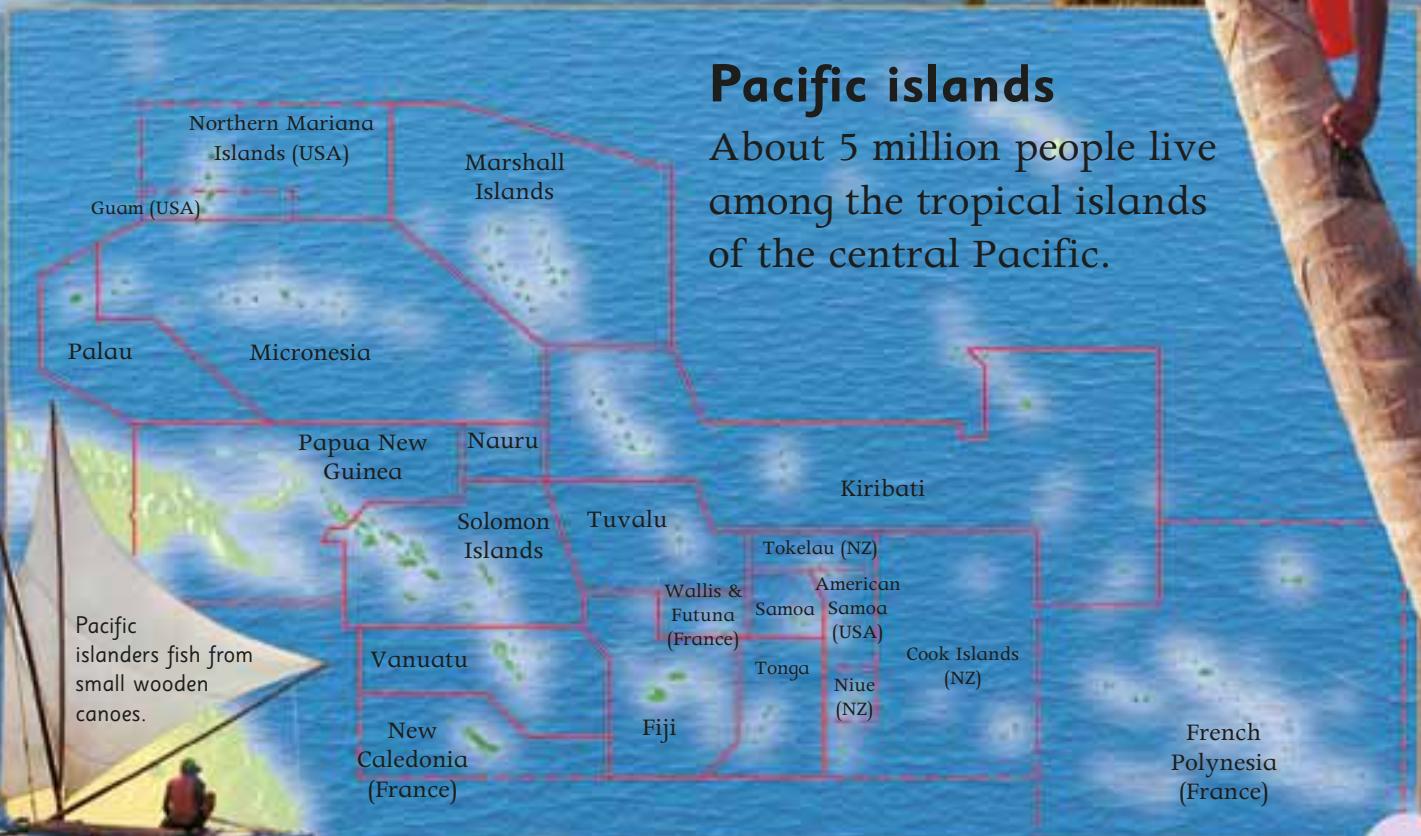 Pacific islands
About 5 million people live
among the tropical islands
of the central Pacific.
Northern Mariana
Islands (USA)
Guam (USA)
Marshall
Islands
Palau
Micronesia
Papua New
Guinea
Nauru
Kiribati
Solomon
Islands
Tuvalu
Tokelau (NZ)
Wallis &
Futuna
(France)
Samoa
American
Samoa
(USA)
Cook Islands
(NZ)
Vanuatu
Tonga
Niue
(NZ)
New
Caledonia
(France)
Fiji
French
Polynesia
(France)
Pacific
islanders fish from
small wooden
canoes.